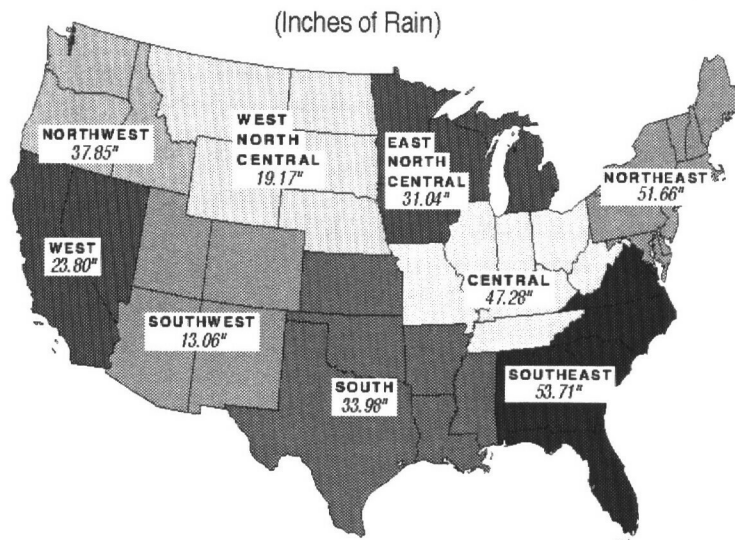 (Inches of Rain)
NORTHWEST
37.85"
WEST
NORTH
CENTRAL
19.17"
EAST
NORTH
CENTRAL
31.04"
NORTHEAST
51.66"
WEST
23.80"
SOUTHWEST
13.06"
CENTRAL
47.28"
SOUTH
33.98"
SOUTHEAST
53.71"